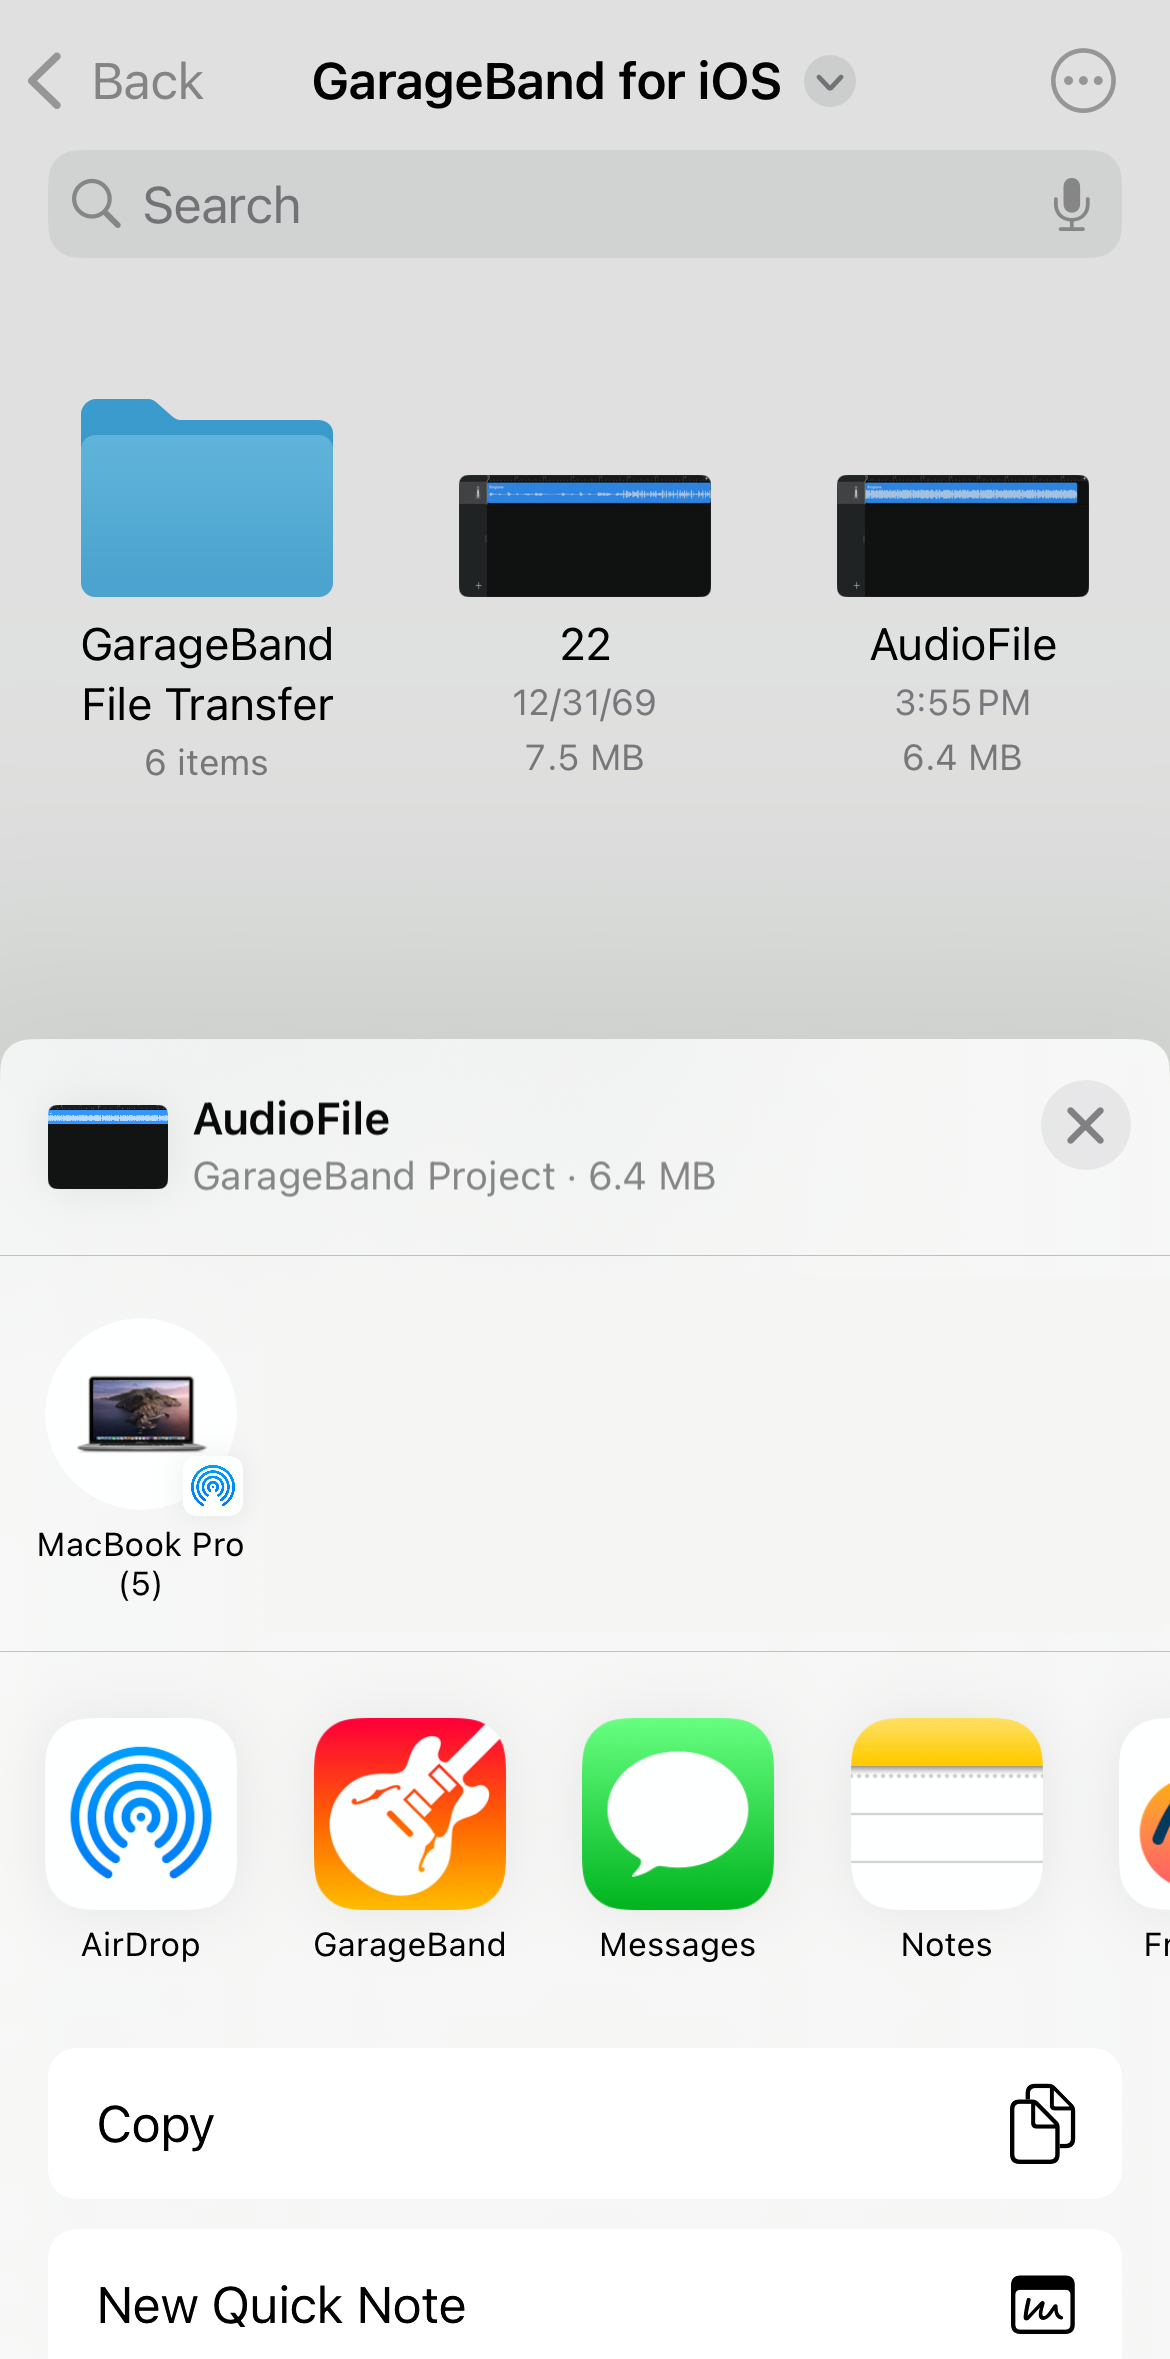 Back
GarageBand for iOS
Search
GarageBand
File Transfer
6 items
22
12/31/69
7.5 MB
AudioFile
3:55 PM
6.4 MB
AudioFile
GarageBand Project · 6.4 MB
MacBook Pro
(5)
AirDrop
GarageBand
Messages
Notes
Fr
Copy
New Quick Note